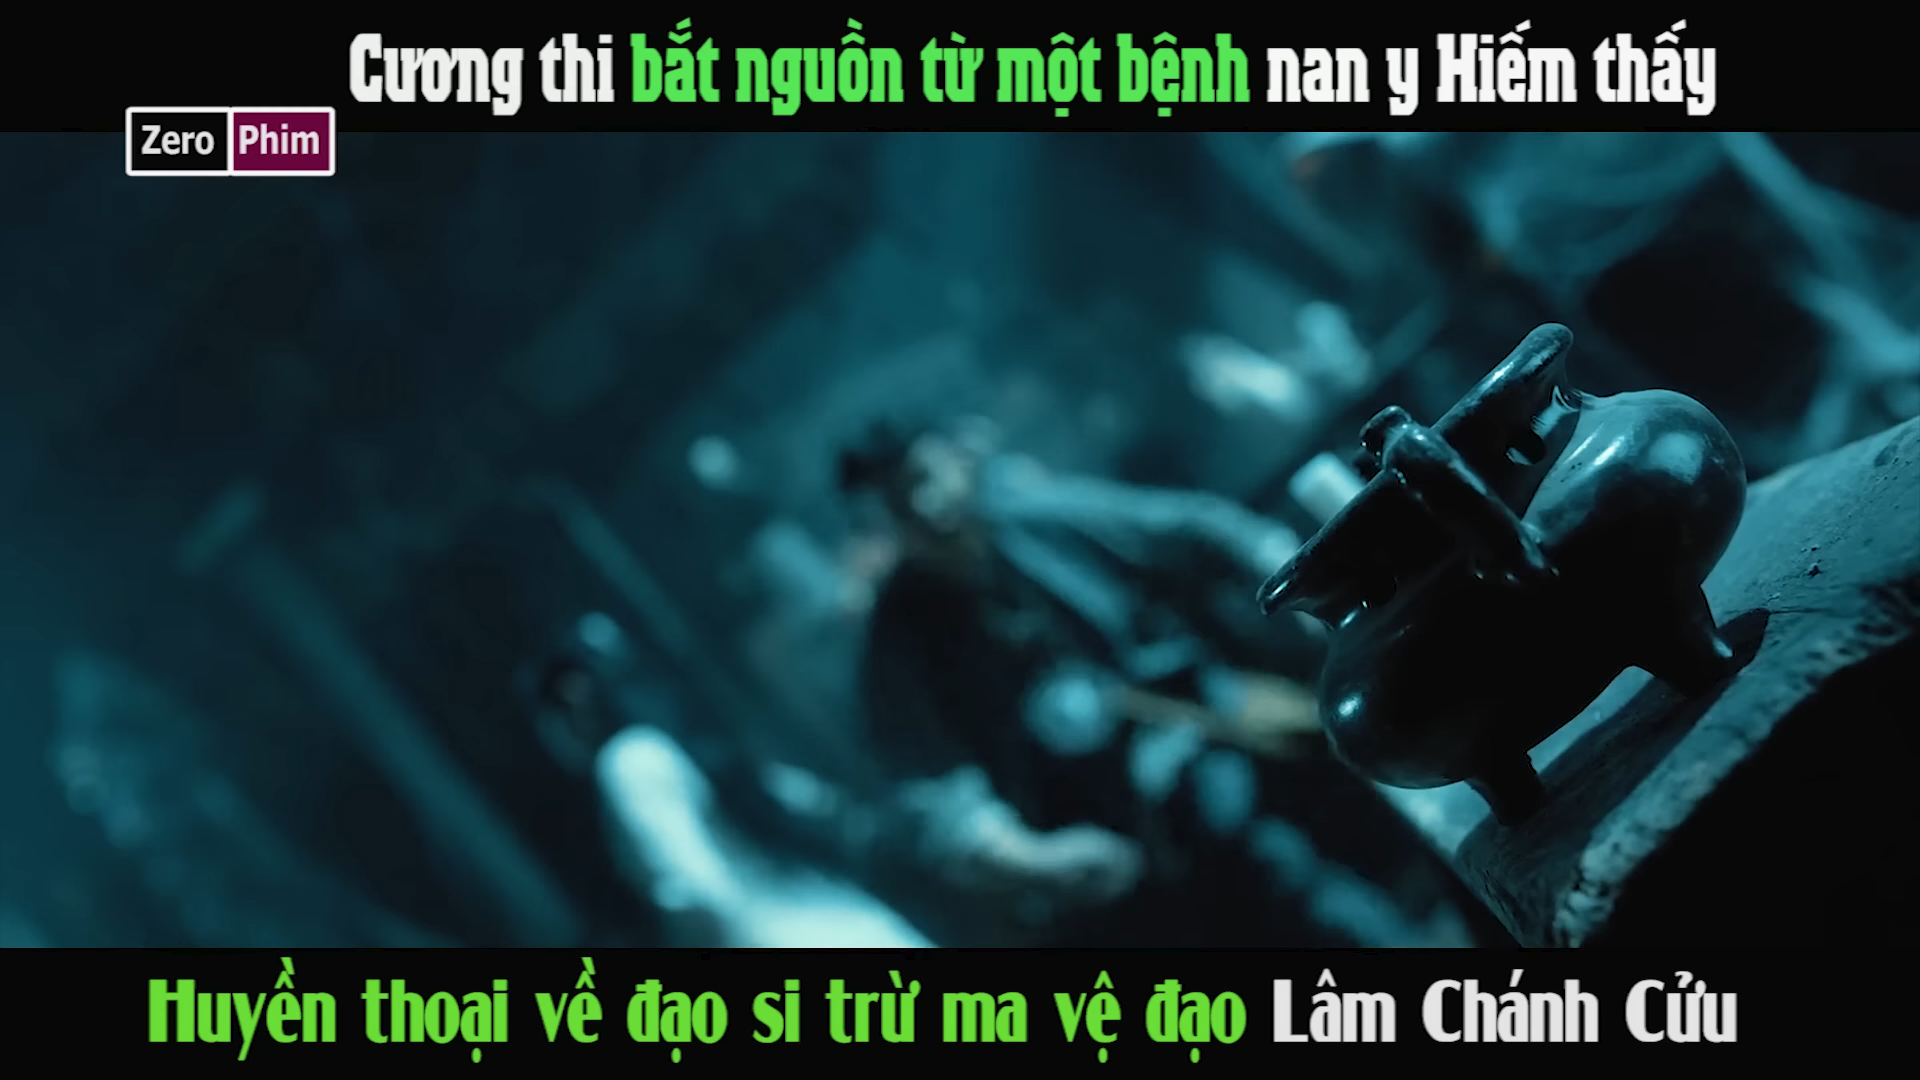 Cương thi bắt nguồn từ một bệnh nan y Hiếm thấy
Zero Phim
Huyền thoại về đạo si trừ ma vệ đạo Lâm Chánh Cửu